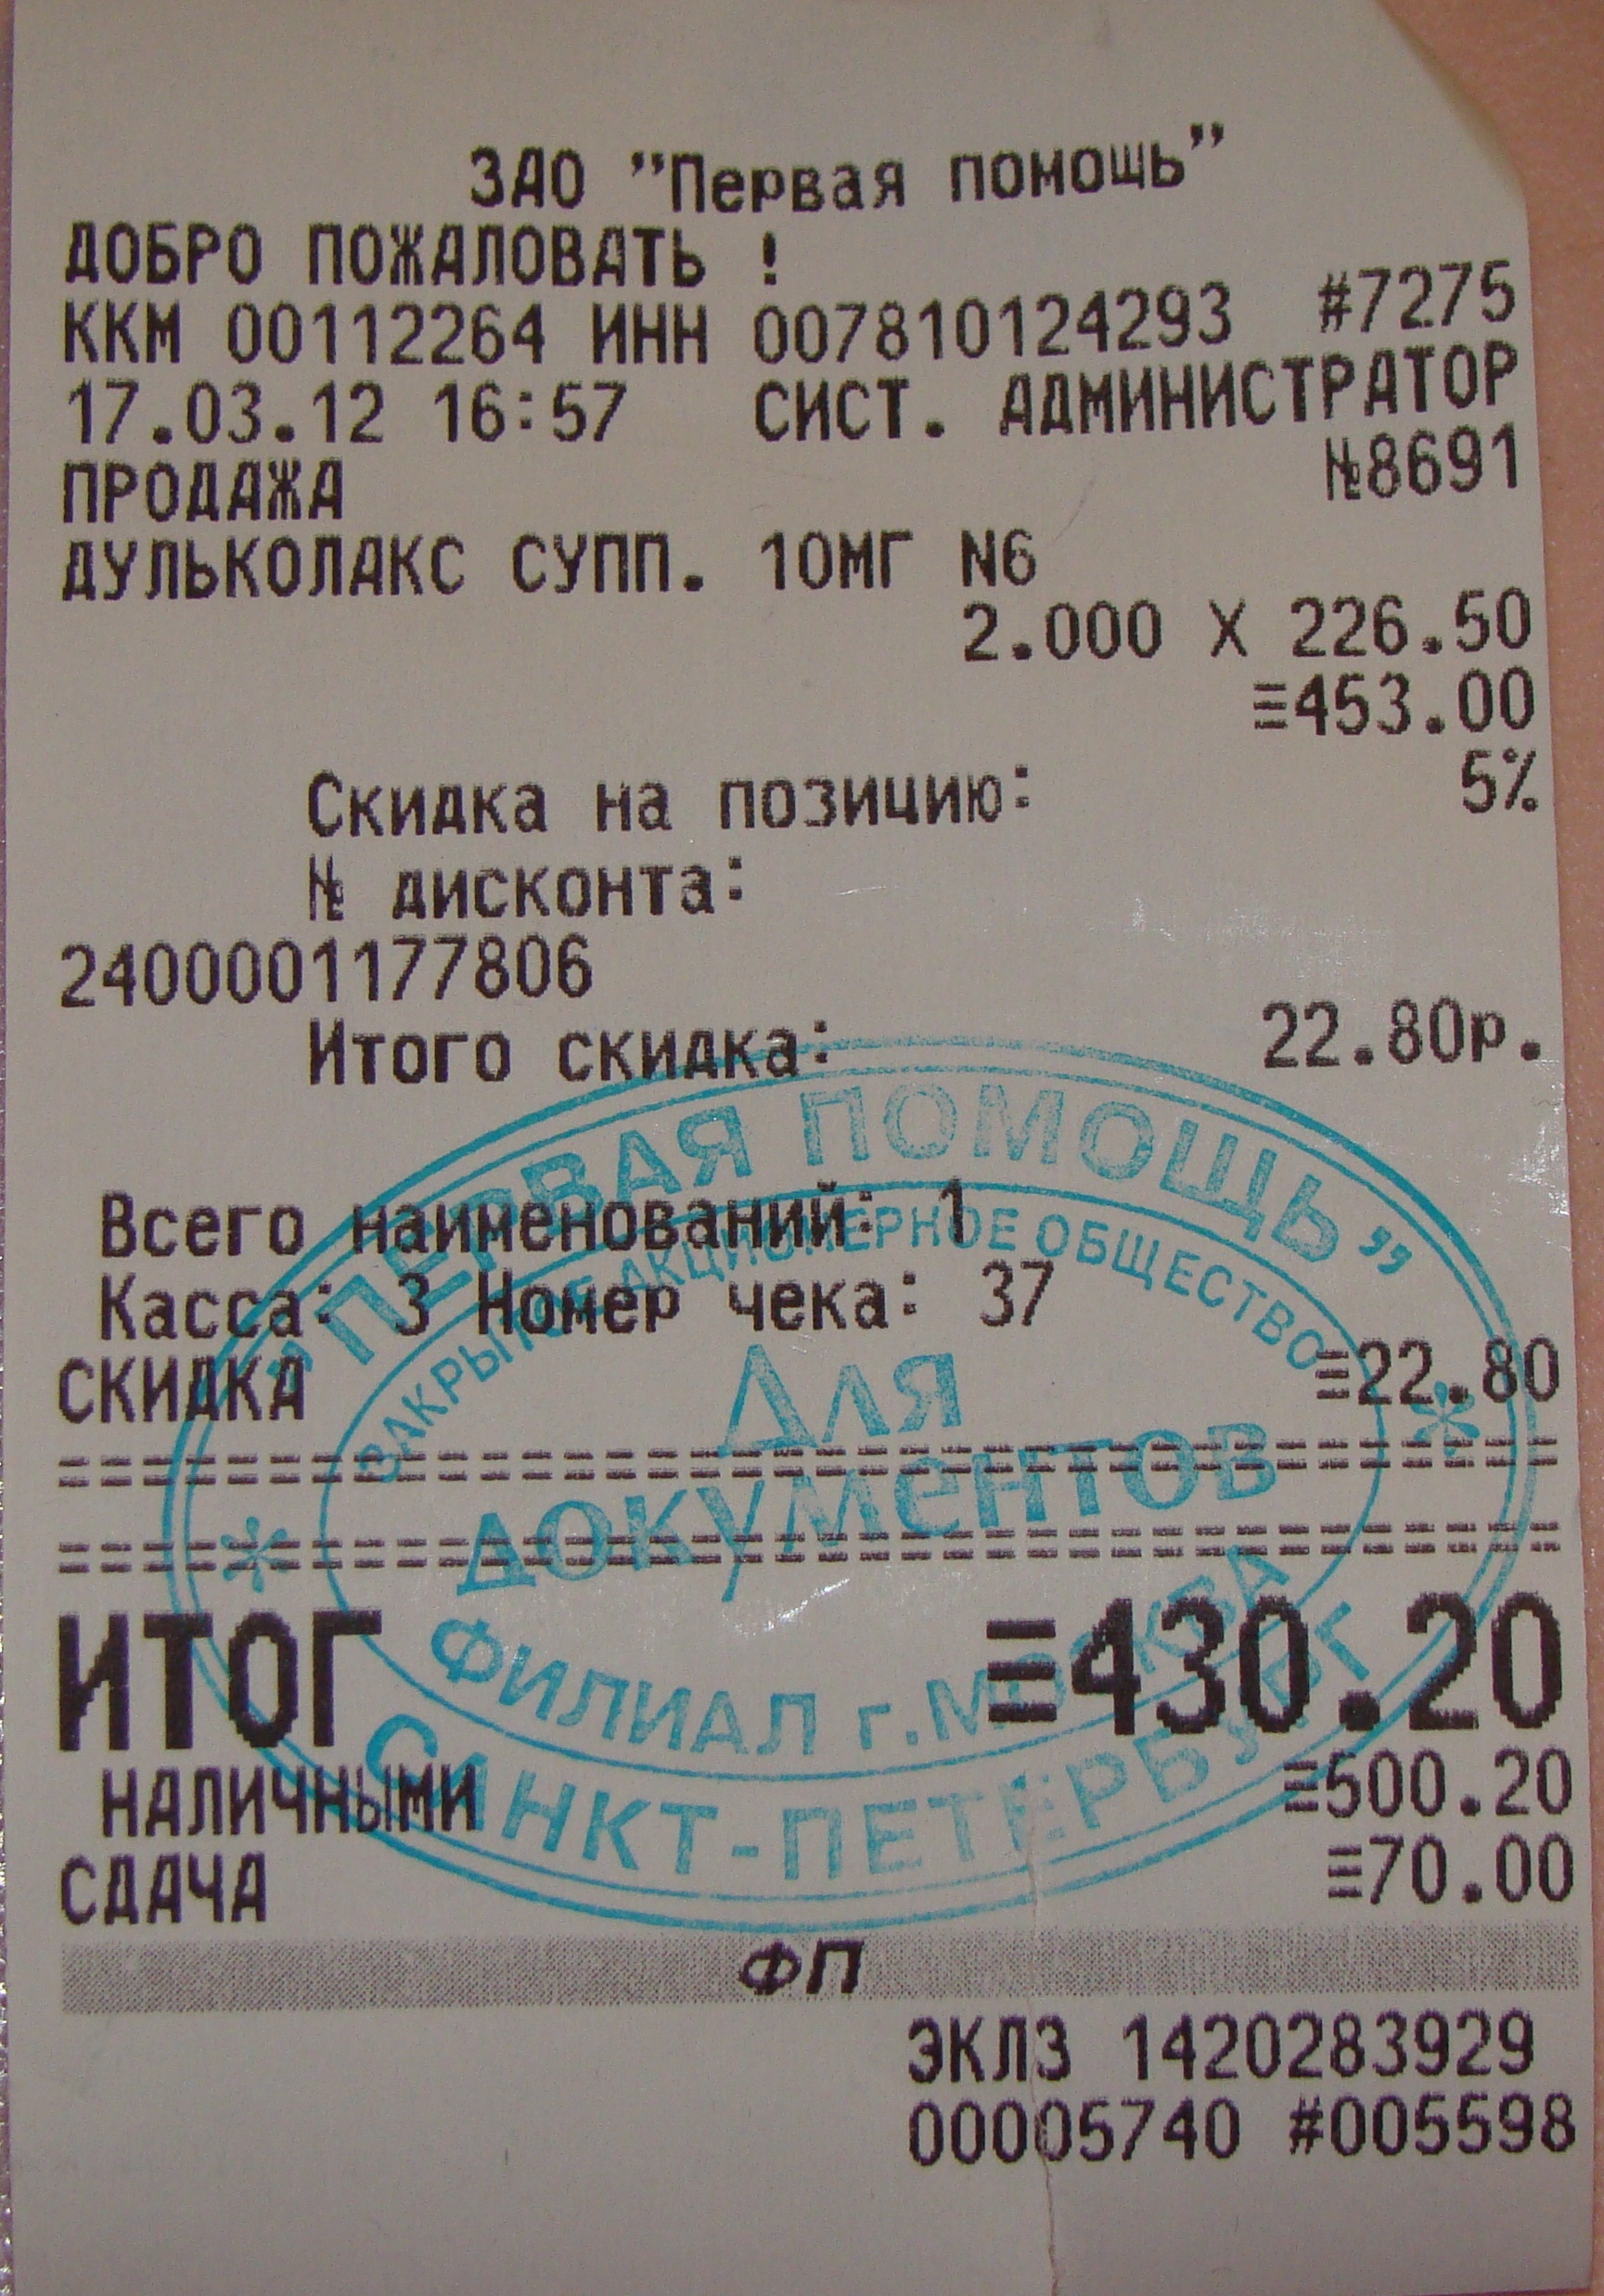 ЗАО "Первая помощь"
ДОБРО ПОЖАЛОВАТЬ !
ККМ 00112264 ИНН 007810124293 #7275
17.03.12 16:57 СИСТ. АДМИНИСТРАТОР
ПРОДАЖА №8691
ДУЛЬКОЛАКС СУПП. 10МГ N6
2.000 X 226.50
≡453.00
Скидка на позицию: 5%
№ дисконта:
2400001177806
Итого скидка: 22.80р.
Всего наименований: 1
Касса: 3 Номер чека: 37
СКИДКА ≡22.80
ИТОГ ≡430.20
НАЛИЧНЫМИ ≡500.20
СДАЧА ≡70.00
ФП
ЭКЛЗ 1420283929
00005740 #005598
"ПЕРВАЯ ПОМОЩЬ"
ЗАКРЫТОЕ АКЦИОНЕРНОЕ ОБЩЕСТВО
Для
документов
ФИЛИАЛ г.МОСКВА
САНКТ-ПЕТЕРБУРГ